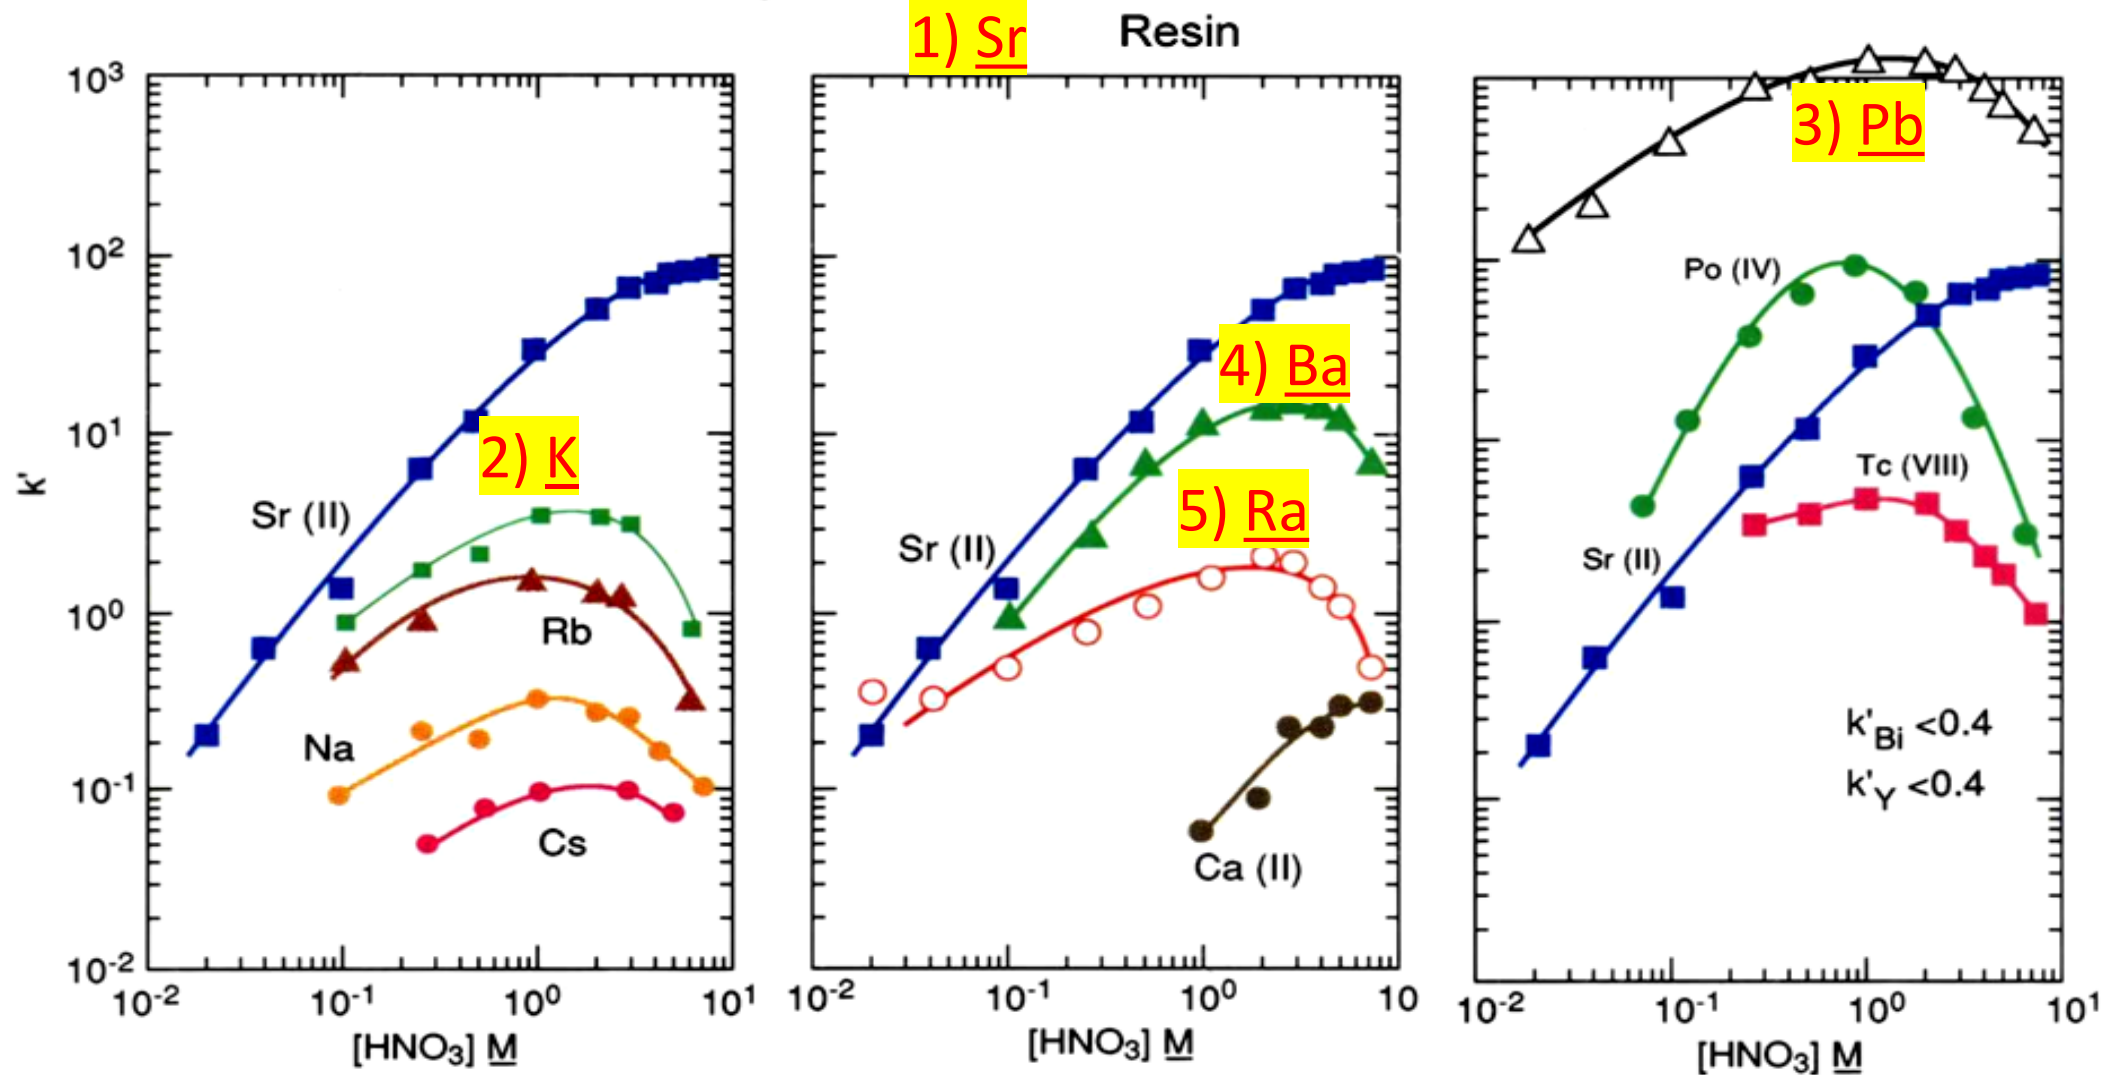 1) Sr Resin
k'
10³
10²
10¹
10⁰
10⁻¹
10⁻²
Sr (II)
2) K
Rb
Na
Cs
10⁻² 10⁻¹ 10⁰ 10¹
[HNO₃] M
4) Ba
5) Ra
Sr (II)
Ca (II)
10⁻² 10⁻¹ 10⁰ 10
[HNO₃] M
3) Pb
Po (IV)
Tc (VIII)
Sr (II)
k'Bi <0.4
k'Y <0.4
10⁻² 10⁻¹ 10⁰ 10¹
[HNO₃] M